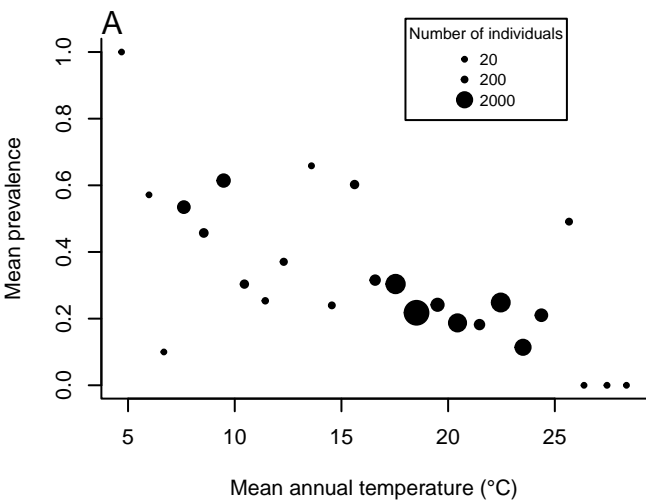 A
Number of individuals
20
200
2000
1.0
0.8
0.6
0.4
0.2
0.0
Mean prevalence
5 10 15 20 25
Mean annual temperature (°C)